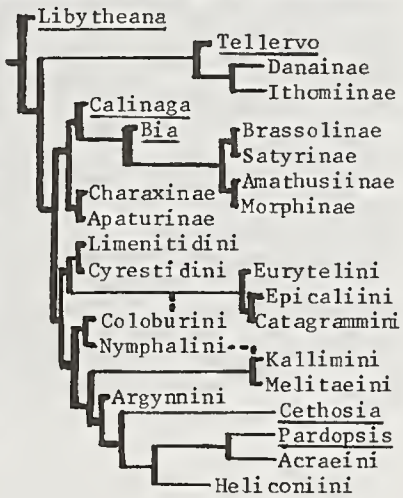 Libytheana
Tellervo
Danainae
Ithomiinae
Calinaga
Bia
Brassolinae
Satyrinae
Amathusiinae
Morphinae
Charaxinae
Apaturinae
Limenitidini
Cyrestidini
Eurytelini
Epicaliini
Catagrammini
Coloburini
Nymphalini
Kallimini
Melitaeini
Argynnini
Cethosia
Pardopsis
Acraeini
Heliconiini